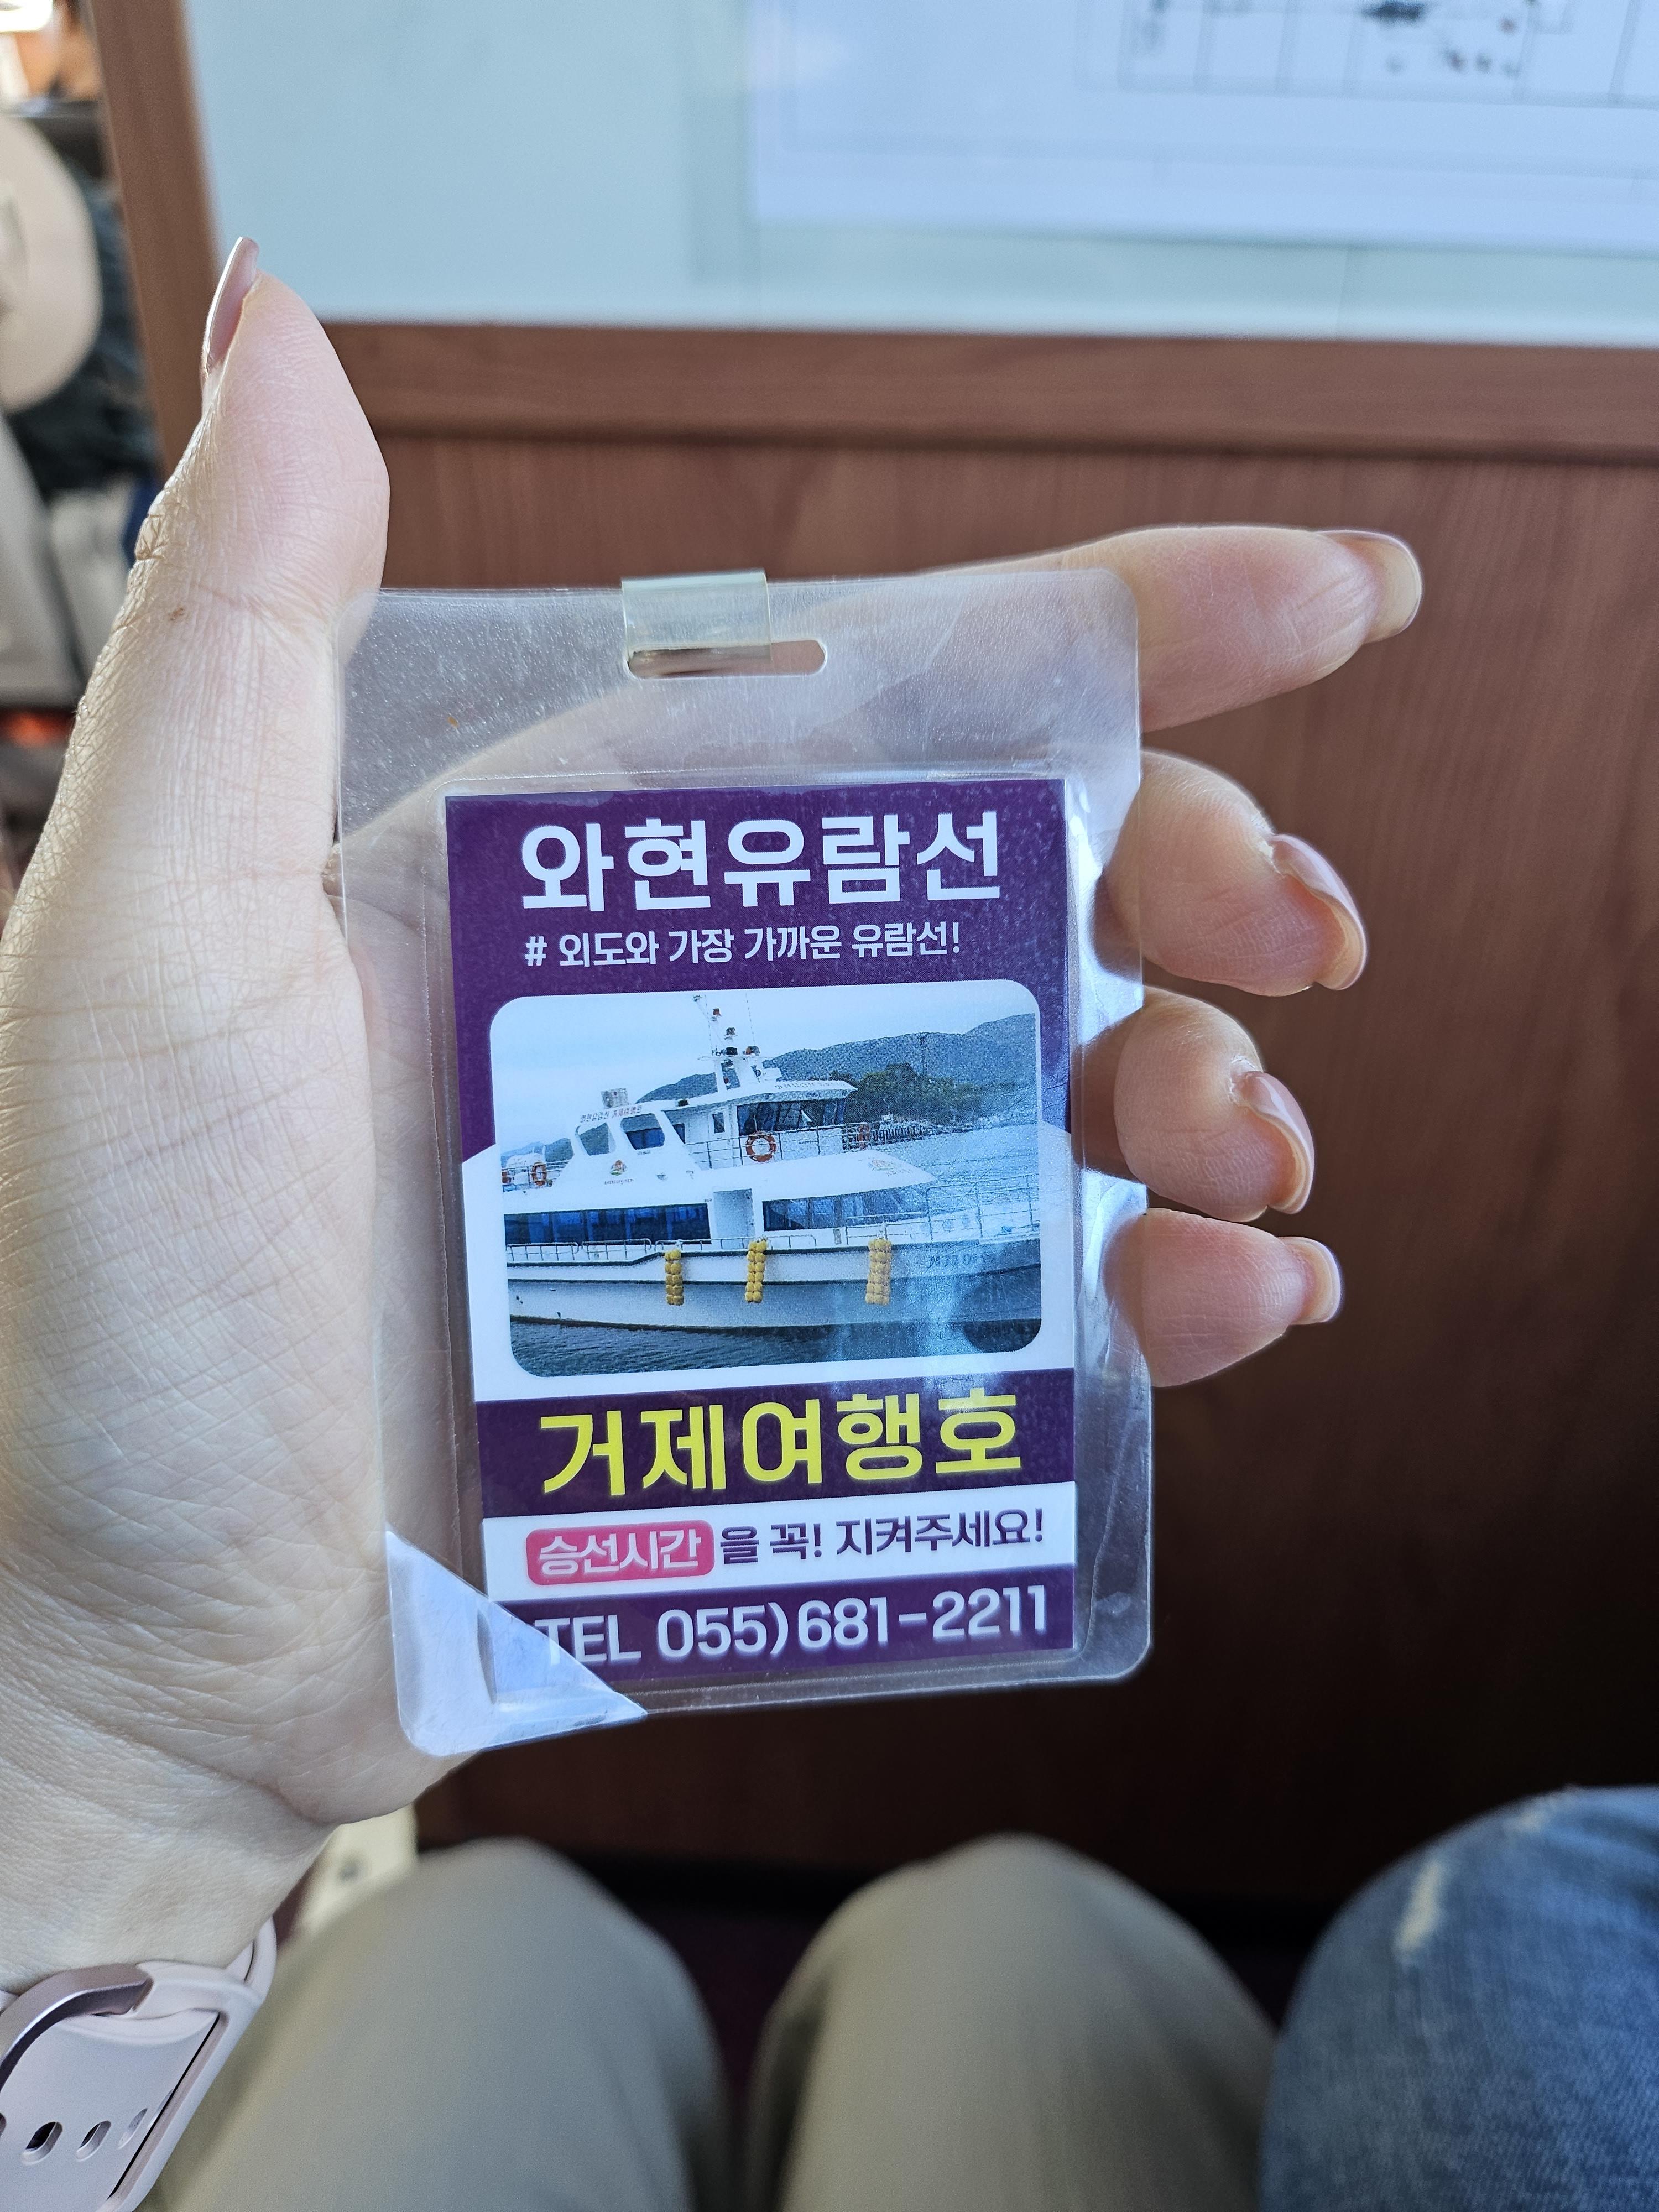 와현유람선
# 외도와 가장 가까운 유람선!
거제여행호
승선시간을 꼭! 지켜주세요!
TEL 055)681-2211